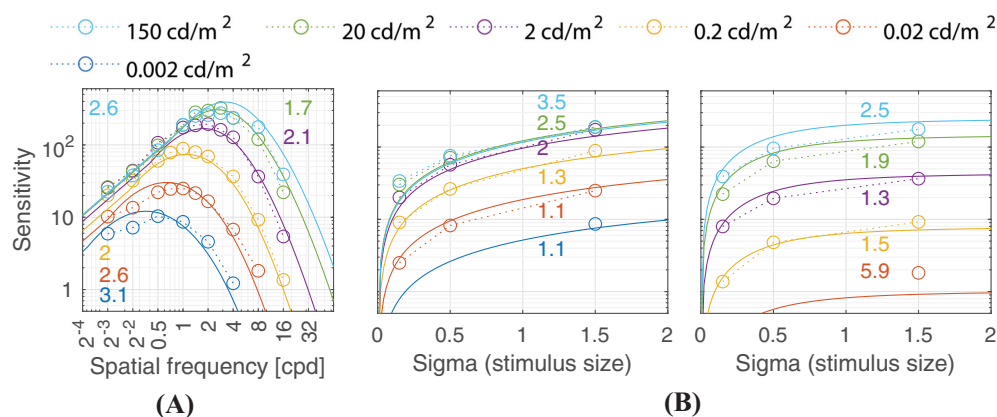 150 cd/m 2 20 cd/m 2 2 cd/m 2 0.2 cd/m 2 0.02 cd/m 2
0.002 cd/m 2
Sensitivity
10 2
10
1
2.6
1.7
2.1
2
2.6
3.1
2 -4 2 -3 2 -2 0.5 1 2 4 8 16 32
Spatial frequency [cpd]
(A)
3.5
2.5
2
1.3
1.1
1.1
0 0.5 1 1.5 2
Sigma (stimulus size)
2.5
1.9
1.3
1.5
5.9
0 0.5 1 1.5 2
Sigma (stimulus size)
(B)